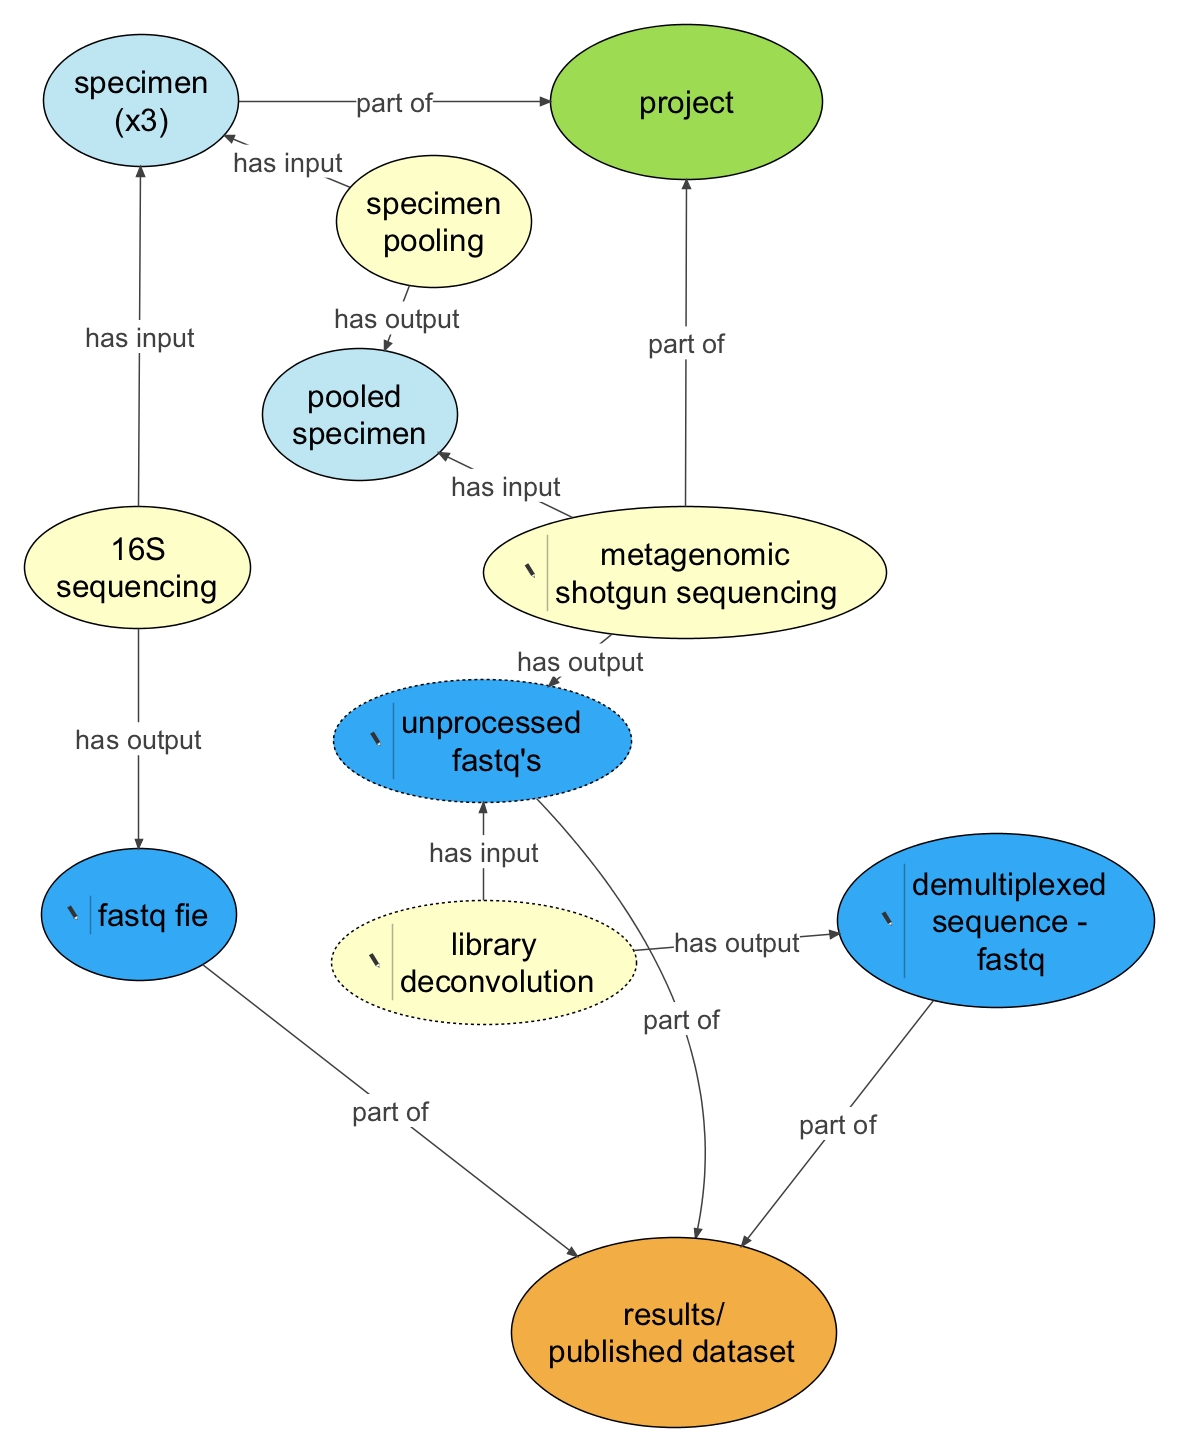 specimen
(x3)
part of
project
has input
specimen
pooling
has output
has input
part of
pooled
specimen
has input
16S
sequencing
metagenomic
shotgun sequencing
has output
unprocessed
fastq's
has output
has input
fastq fie
library
deconvolution
has output
demultiplexed
sequence -
fastq
part of
part of
part of
results/
published dataset